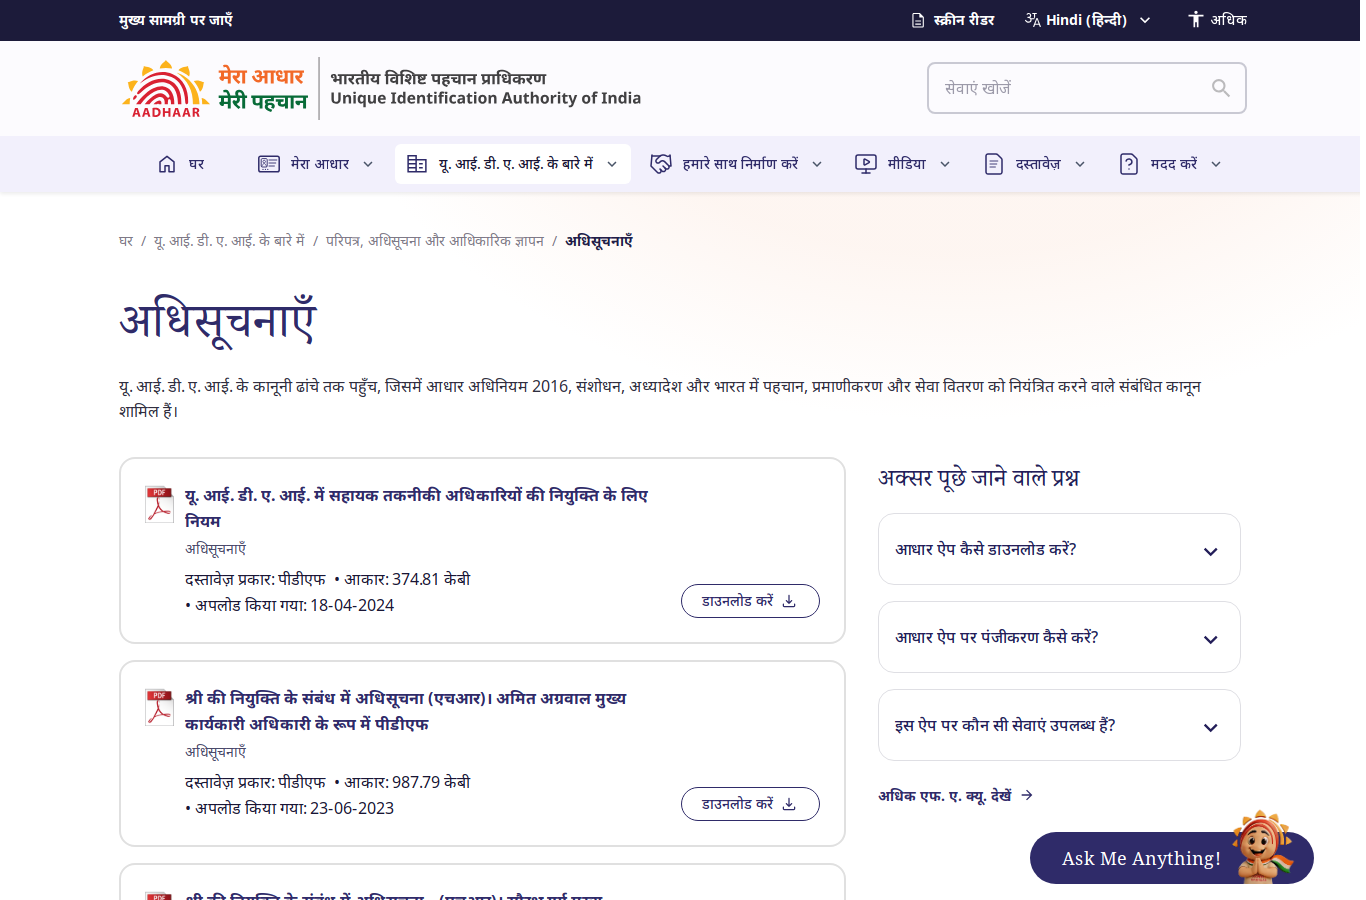 मुख्य सामग्री पर जाएँ
स्क्रीन रीडर
Hindi (हिन्दी)
अधिक
AADHAAR
मेरा आधार
मेरी पहचान
भारतीय विशिष्ट पहचान प्राधिकरण
Unique Identification Authority of India
सेवाएं खोजें
घर
मेरा आधार
यू. आई. डी. ए. आई. के बारे में
हमारे साथ निर्माण करें
मीडिया
दस्तावेज़
मदद करें
घर / यू. आई. डी. ए. आई. के बारे में / परिपत्र, अधिसूचना और आधिकारिक ज्ञापन / अधिसूचनाएँ
अधिसूचनाएँ
यू. आई. डी. ए. आई. के कानूनी ढांचे तक पहुँच, जिसमें आधार अधिनियम 2016, संशोधन, अध्यादेश और भारत में पहचान, प्रमाणीकरण और सेवा वितरण को नियंत्रित करने वाले संबंधित कानून
शामिल हैं।
PDF
यू. आई. डी. ए. आई. में सहायक तकनीकी अधिकारियों की नियुक्ति के लिए
नियम
अधिसूचनाएँ
दस्तावेज़ प्रकार: पीडीएफ • आकार: 374.81 केबी
• अपलोड किया गया: 18-04-2024
डाउनलोड करें
PDF
श्री की नियुक्ति के संबंध में अधिसूचना (एचआर)। अमित अग्रवाल मुख्य
कार्यकारी अधिकारी के रूप में पीडीएफ
अधिसूचनाएँ
दस्तावेज़ प्रकार: पीडीएफ • आकार: 987.79 केबी
• अपलोड किया गया: 23-06-2023
डाउनलोड करें
PDF
अक्सर पूछे जाने वाले प्रश्न
आधार ऐप कैसे डाउनलोड करें?
आधार ऐप पर पंजीकरण कैसे करें?
इस ऐप पर कौन सी सेवाएं उपलब्ध हैं?
अधिक एफ. ए. क्यू. देखें
Ask Me Anything!